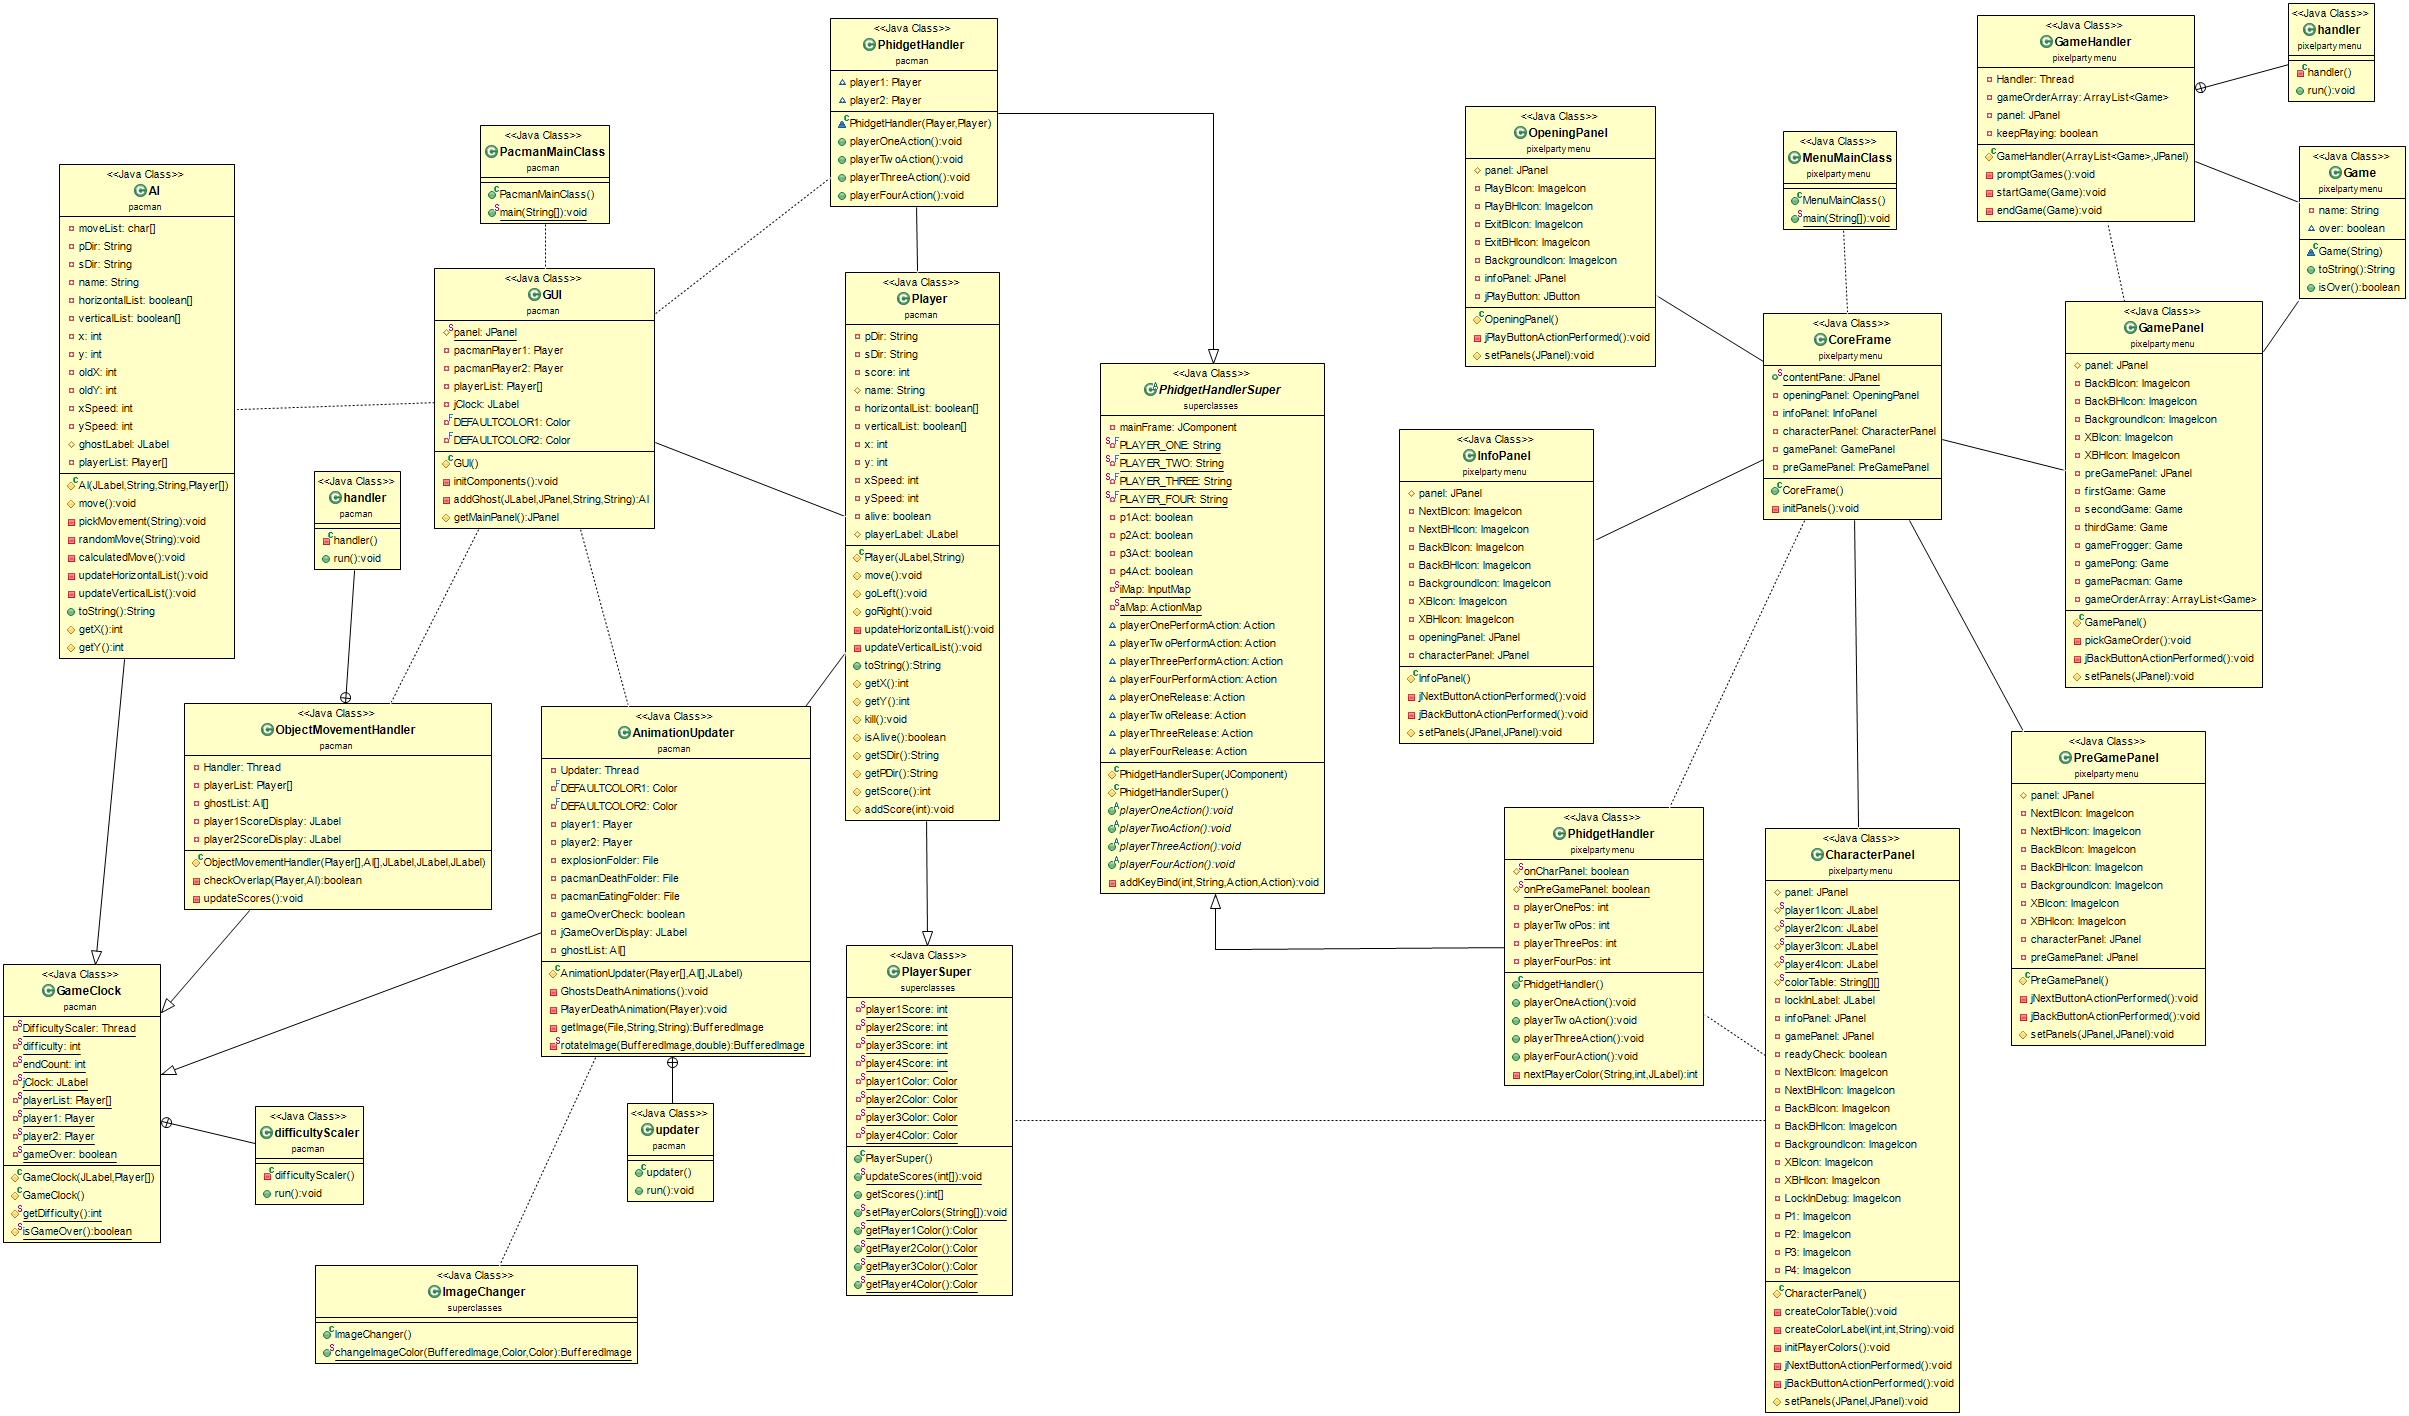 <<Java Class>>
PhidgetHandler
pacman
player1: Player
player2: Player
PhidgetHandler(Player,Player)
playerOneAction():void
playerTwoAction():void
playerThreeAction():void
playerFourAction():void
<<Java Class>>
GameHandler
pixelparty menu
Handler: Thread
gameOrderArray: ArrayList<Game>
panel: JPanel
keepPlaying: boolean
GameHandler(ArrayList<Game>,JPanel)
promptGames():void
startGame(Game):void
endGame(Game):void
<<Java Class>>
handler
pixelparty menu
handler()
run():void
<<Java Class>>
PacmanMainClass
pacman
PacmanMainClass()
main(String[]):void
<<Java Class>>
OpeningPanel
pixelparty menu
panel: JPanel
PlayBIcon: ImageIcon
PlayBHIcon: ImageIcon
ExitBIcon: ImageIcon
ExitBHIcon: ImageIcon
BackgroundIcon: ImageIcon
infoPanel: JPanel
jPlayButton: JButton
OpeningPanel()
jPlayButtonActionPerformed():void
setPanels(JPanel):void
<<Java Class>>
MenuMainClass
pixelparty menu
MenuMainClass()
main(String[]):void
<<Java Class>>
Game
pixelparty menu
name: String
over: boolean
Game(String)
toString():String
isOver():boolean
<<Java Class>>
AI
pacman
moveList: char[]
pDir: String
sDir: String
name: String
horizontalList: boolean[]
verticalList: boolean[]
x: int
y: int
oldX: int
oldY: int
xSpeed: int
ySpeed: int
ghostLabel: JLabel
playerList: Player[]
AI(JLabel,String,String,Player[])
move():void
pickMovement(String):void
randomMove(String):void
calculatedMove():void
updateHorizontalList():void
updateVerticalList():void
toString():String
getX():int
getY():int
<<Java Class>>
GUI
pacman
panel: JPanel
pacmanPlayer1: Player
pacmanPlayer2: Player
playerList: Player[]
jClock: JLabel
DEFAULTCOLOR1: Color
DEFAULTCOLOR2: Color
GUI()
initComponents():void
addGhost(JLabel,JPanel,String,String):AI
getMainPanel():JPanel
<<Java Class>>
Player
pacman
pDir: String
sDir: String
score: int
name: String
horizontalList: boolean[]
verticalList: boolean[]
x: int
y: int
xSpeed: int
ySpeed: int
alive: boolean
playerLabel: JLabel
Player(JLabel,String)
move():void
goLeft():void
goRight():void
updateHorizontalList():void
updateVerticalList():void
toString():String
getX():int
getY():int
kill():void
isAlive():boolean
getSDir():String
getPDir():String
getScore():int
addScore(int):void
<<Java Class>>
PhidgetHandlerSuper
superclasses
mainFrame: JComponent
PLAYER_ONE: String
PLAYER_TWO: String
PLAYER_THREE: String
PLAYER_FOUR: String
p1Act: boolean
p2Act: boolean
p3Act: boolean
p4Act: boolean
iMap: InputMap
aMap: ActionMap
playerOnePerformAction: Action
playerTwoPerformAction: Action
playerThreePerformAction: Action
playerFourPerformAction: Action
playerOneRelease: Action
playerTwoRelease: Action
playerThreeRelease: Action
playerFourRelease: Action
PhidgetHandlerSuper(JComponent)
PhidgetHandlerSuper()
playerOneAction():void
playerTwoAction():void
playerThreeAction():void
playerFourAction():void
addKeyBind(int,String,Action,Action):void
<<Java Class>>
CoreFrame
pixelparty menu
contentPane: JPanel
openingPanel: OpeningPanel
infoPanel: InfoPanel
characterPanel: CharacterPanel
gamePanel: GamePanel
preGamePanel: PreGamePanel
CoreFrame()
initPanels():void
<<Java Class>>
GamePanel
pixelparty menu
panel: JPanel
BackBIcon: ImageIcon
BackBHIcon: ImageIcon
BackgroundIcon: ImageIcon
XBIcon: ImageIcon
XBHIcon: ImageIcon
preGamePanel: JPanel
firstGame: Game
secondGame: Game
thirdGame: Game
gameFrogger: Game
gamePong: Game
gamePacman: Game
gameOrderArray: ArrayList<Game>
GamePanel()
pickGameOrder():void
jBackButtonActionPerformed():void
setPanels(JPanel):void
<<Java Class>>
InfoPanel
pixelparty menu
panel: JPanel
NextBIcon: ImageIcon
NextBHIcon: ImageIcon
BackBIcon: ImageIcon
BackBHIcon: ImageIcon
BackgroundIcon: ImageIcon
XBIcon: ImageIcon
XBHIcon: ImageIcon
openingPanel: JPanel
characterPanel: JPanel
InfoPanel()
jNextButtonActionPerformed():void
jBackButtonActionPerformed():void
setPanels(JPanel,JPanel):void
<<Java Class>>
handler
pacman
handler()
run():void
<<Java Class>>
ObjectMovementHandler
pacman
Handler: Thread
playerList: Player[]
ghostList: AI[]
player1ScoreDisplay: JLabel
player2ScoreDisplay: JLabel
ObjectMovementHandler(Player[],AI[],JLabel,JLabel,JLabel)
checkOverlap(Player,AI):boolean
updateScores():void
<<Java Class>>
AnimationUpdater
pacman
Updater: Thread
DEFAULTCOLOR1: Color
DEFAULTCOLOR2: Color
player1: Player
player2: Player
explosionFolder: File
pacmanDeathFolder: File
pacmanEatingFolder: File
gameOverCheck: boolean
jGameOverDisplay: JLabel
ghostList: AI[]
AnimationUpdater(Player[],AI[],JLabel)
GhostsDeathAnimations():void
PlayerDeathAnimation(Player):void
getImage(File,String,String):BufferedImage
rotateImage(BufferedImage,double):BufferedImage
<<Java Class>>
PreGamePanel
pixelparty menu
panel: JPanel
NextBIcon: ImageIcon
NextBHIcon: ImageIcon
BackBIcon: ImageIcon
BackBHIcon: ImageIcon
BackgroundIcon: ImageIcon
XBIcon: ImageIcon
XBHIcon: ImageIcon
characterPanel: JPanel
preGamePanel: JPanel
PreGamePanel()
jNextButtonActionPerformed():void
jBackButtonActionPerformed():void
setPanels(JPanel,JPanel):void
<<Java Class>>
PhidgetHandler
pixelparty menu
onCharPanel: boolean
onPreGamePanel: boolean
playerOnePos: int
playerTwoPos: int
playerThreePos: int
playerFourPos: int
PhidgetHandler()
playerOneAction():void
playerTwoAction():void
playerThreeAction():void
playerFourAction():void
nextPlayerColor(String,int,JLabel):int
<<Java Class>>
CharacterPanel
pixelparty menu
panel: JPanel
player1Icon: JLabel
player2Icon: JLabel
player3Icon: JLabel
player4Icon: JLabel
colorTable: String[][]
lockInLabel: JLabel
infoPanel: JPanel
gamePanel: JPanel
readyCheck: boolean
NextBIcon: ImageIcon
NextBHIcon: ImageIcon
BackBIcon: ImageIcon
BackBHIcon: ImageIcon
BackgroundIcon: ImageIcon
XBIcon: ImageIcon
XBHIcon: ImageIcon
LockInDebug: ImageIcon
P1: ImageIcon
P2: ImageIcon
P3: ImageIcon
P4: ImageIcon
CharacterPanel()
createColorTable():void
createColorLabel(int,int,String):void
initPlayerColors():void
jNextButtonActionPerformed():void
jBackButtonActionPerformed():void
setPanels(JPanel,JPanel):void
<<Java Class>>
PlayerSuper
superclasses
player1Score: int
player2Score: int
player3Score: int
player4Score: int
player1Color: Color
player2Color: Color
player3Color: Color
player4Color: Color
PlayerSuper()
updateScores(int[]):void
getScores():int[]
setPlayerColors(String[]):void
getPlayer1Color():Color
getPlayer2Color():Color
getPlayer3Color():Color
getPlayer4Color():Color
<<Java Class>>
GameClock
pacman
DifficultyScaler: Thread
difficulty: int
endCount: int
jClock: JLabel
playerList: Player[]
player1: Player
player2: Player
gameOver: boolean
GameClock(JLabel,Player[])
GameClock()
getDifficulty():int
isGameOver():boolean
<<Java Class>>
difficultyScaler
pacman
difficultyScaler()
run():void
<<Java Class>>
updater
pacman
updater()
run():void
<<Java Class>>
ImageChanger
superclasses
ImageChanger()
changeImageColor(BufferedImage,Color,Color):BufferedImage